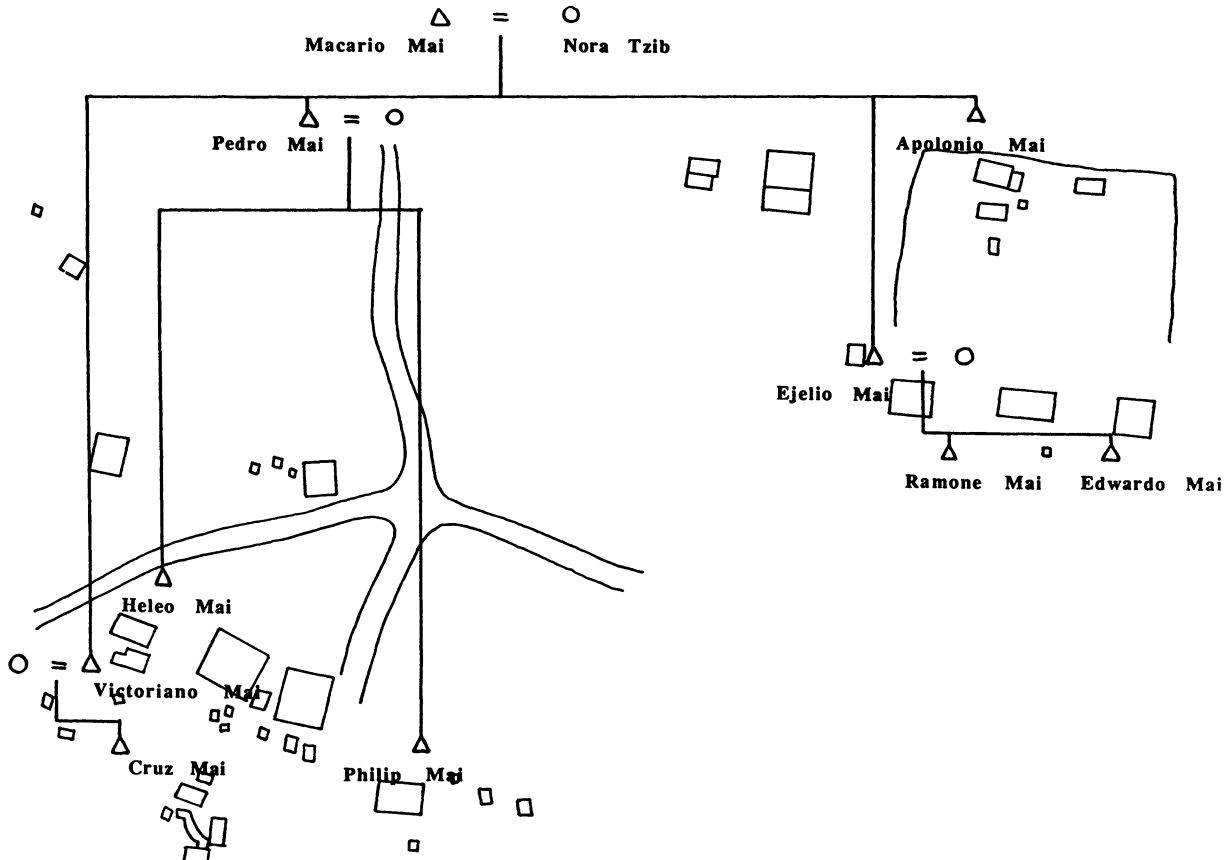 Macario Mai
Nora Tzib
Pedro Mai
Apolonio Mai
Ejelio Mai
Ramone Mai
Edwardo Mai
Heleo Mai
Victoriano Mai
Cruz Mai
Philip Mai